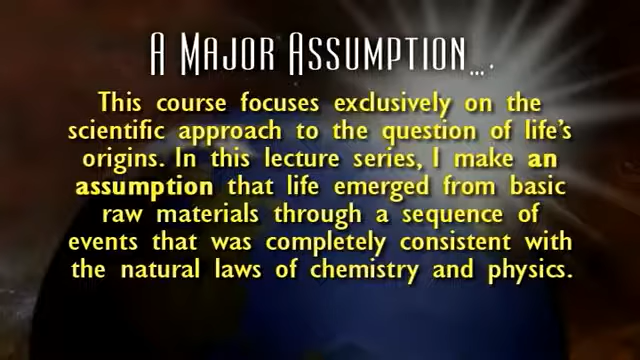 A Major Assumption...
This course focuses exclusively on the
scientific approach to the question of life's
origins. In this lecture series, I make an
assumption that life emerged from basic
raw materials through a sequence of
events that was completely consistent with
the natural laws of chemistry and physics.